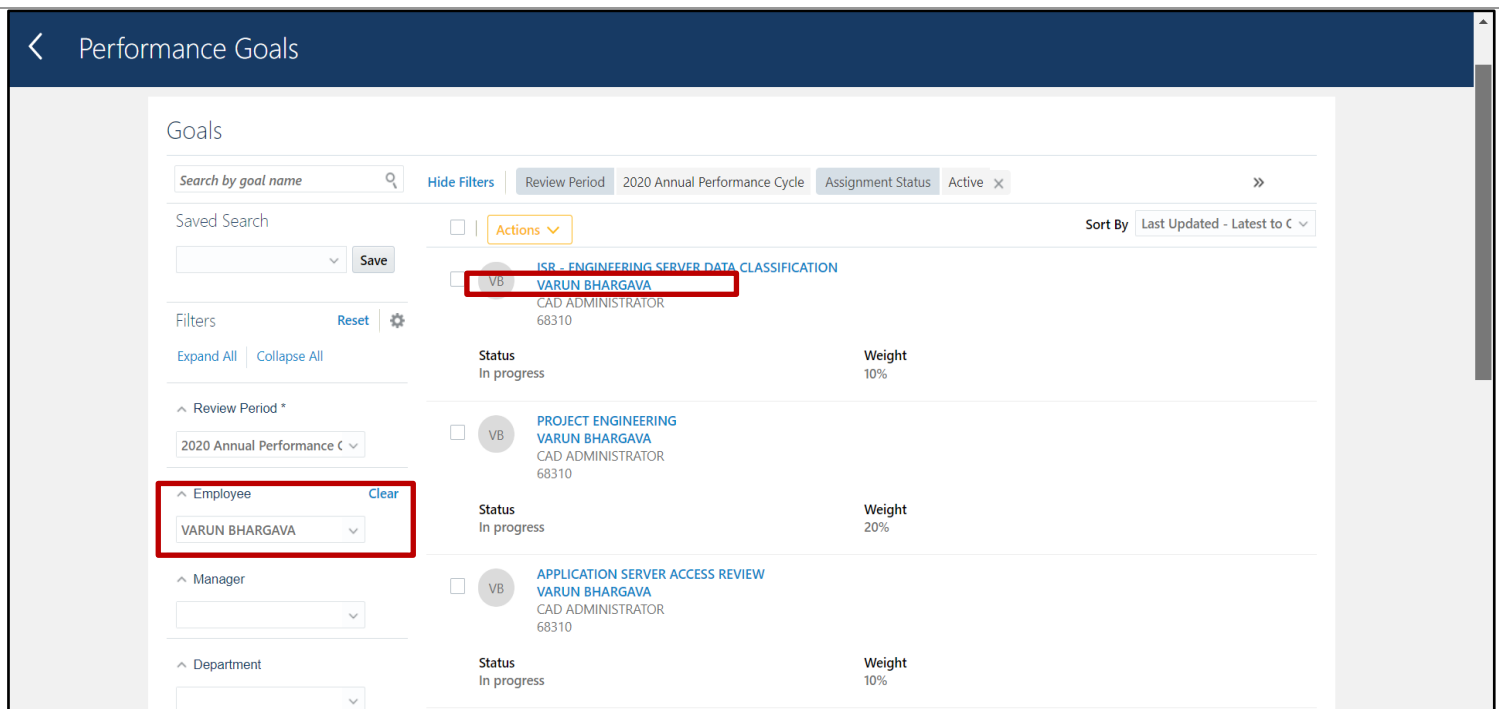 Performance Goals
Goals
Search by goal name
Hide Filters
Review Period 2020 Annual Performance Cycle
Assignment Status Active
Saved Search
Save
Actions
Sort By Last Updated - Latest to
Filters
Reset
Expand All
Collapse All
Review Period *
2020 Annual Performance
Employee
Clear
VARUN BHARGAVA
Manager
Department
VB
ISR - ENGINEERING SERVER DATA CLASSIFICATION
VARUN BHARGAVA
CAD ADMINISTRATOR
68310
Status
In progress
Weight
10%
VB
PROJECT ENGINEERING
VARUN BHARGAVA
CAD ADMINISTRATOR
68310
Status
In progress
Weight
20%
VB
APPLICATION SERVER ACCESS REVIEW
VARUN BHARGAVA
CAD ADMINISTRATOR
68310
Status
In progress
Weight
10%